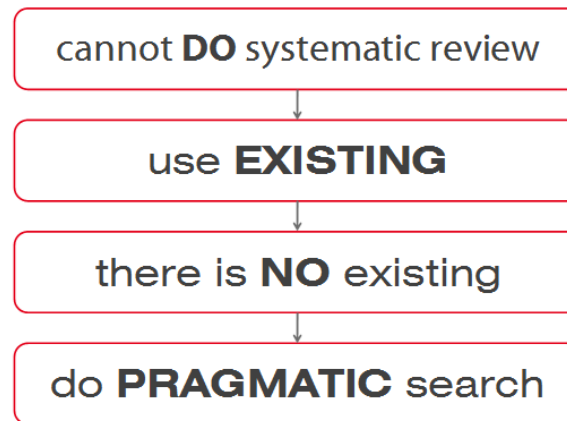 cannot DO systematic review
use EXISTING
there is NO existing
do PRAGMATIC search